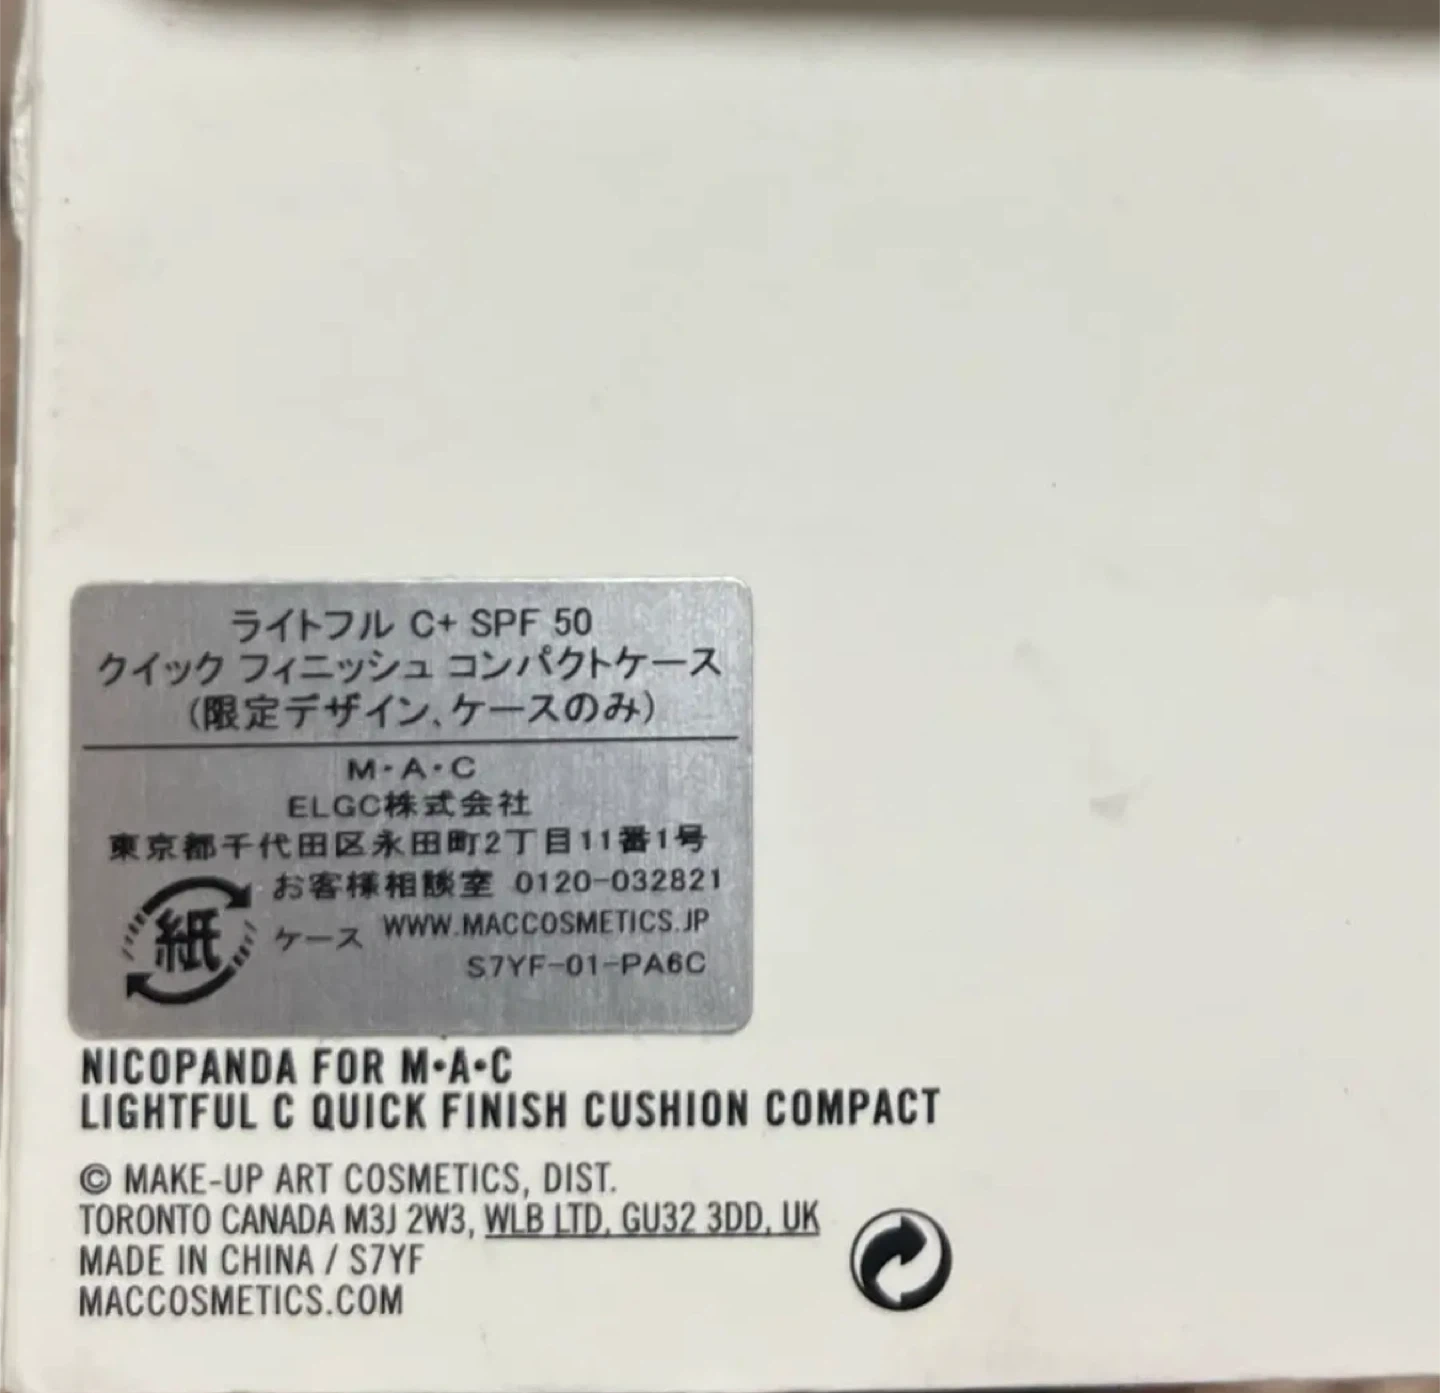 ライトフル C+ SPF 50
クイック フィニッシュ コンパクトケース
(限定デザイン、ケースのみ)
M・A・C
ELGC株式会社
東京都千代田区永田町2丁目11番1号
お客様相談室 0120-032821
紙 ケース WWW.MACCOSMETICS.JP
S7YF-01-PA6C
NICOPANDA FOR M•A•C
LIGHTFUL C QUICK FINISH CUSHION COMPACT
© MAKE-UP ART COSMETICS, DIST.
TORONTO CANADA M3J 2W3, WLB LTD, GU32 3DD, UK
MADE IN CHINA / S7YF
MACCOSMETICS.COM